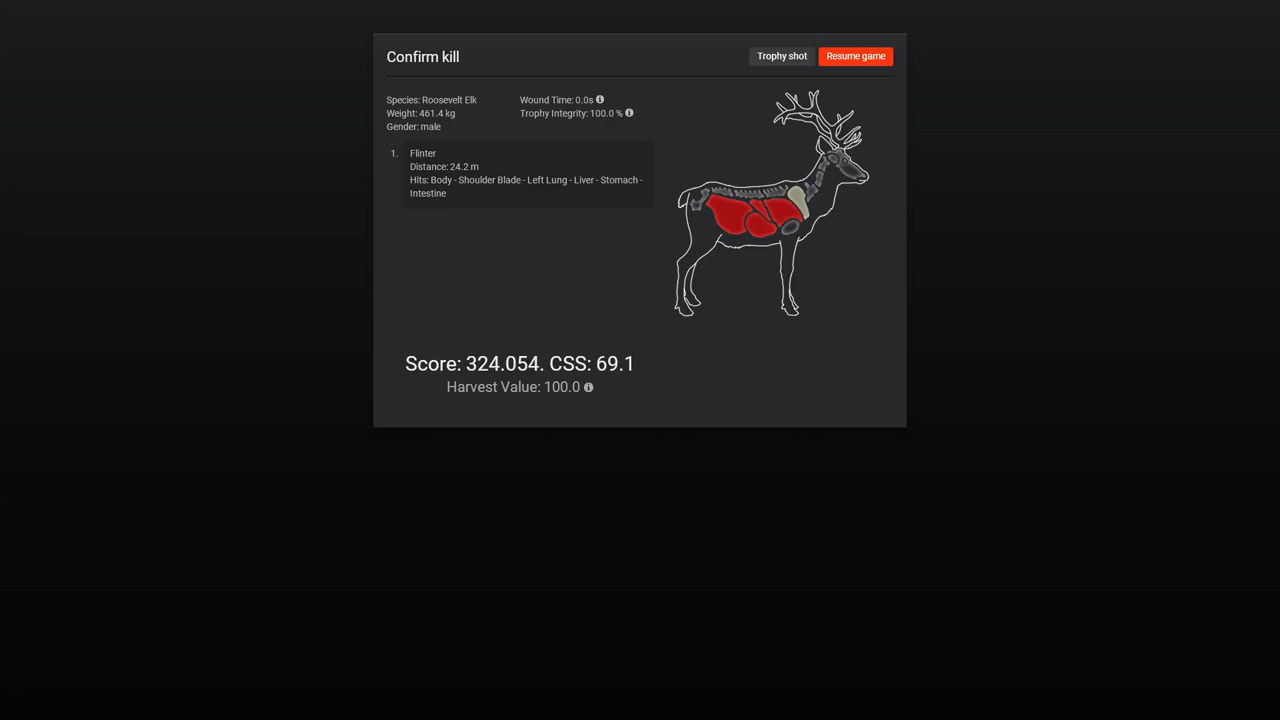 Confirm kill
Trophy shot
Resume game
Species: Roosevelt Elk
Weight: 461.4 kg
Gender: male
Wound Time: 0.0s
Trophy Integrity: 100.0 %
1.
Flinter
Distance: 24.2 m
Hits: Body - Shoulder Blade - Left Lung - Liver - Stomach -
Intestine
Score: 324.054. CSS: 69.1
Harvest Value: 100.0